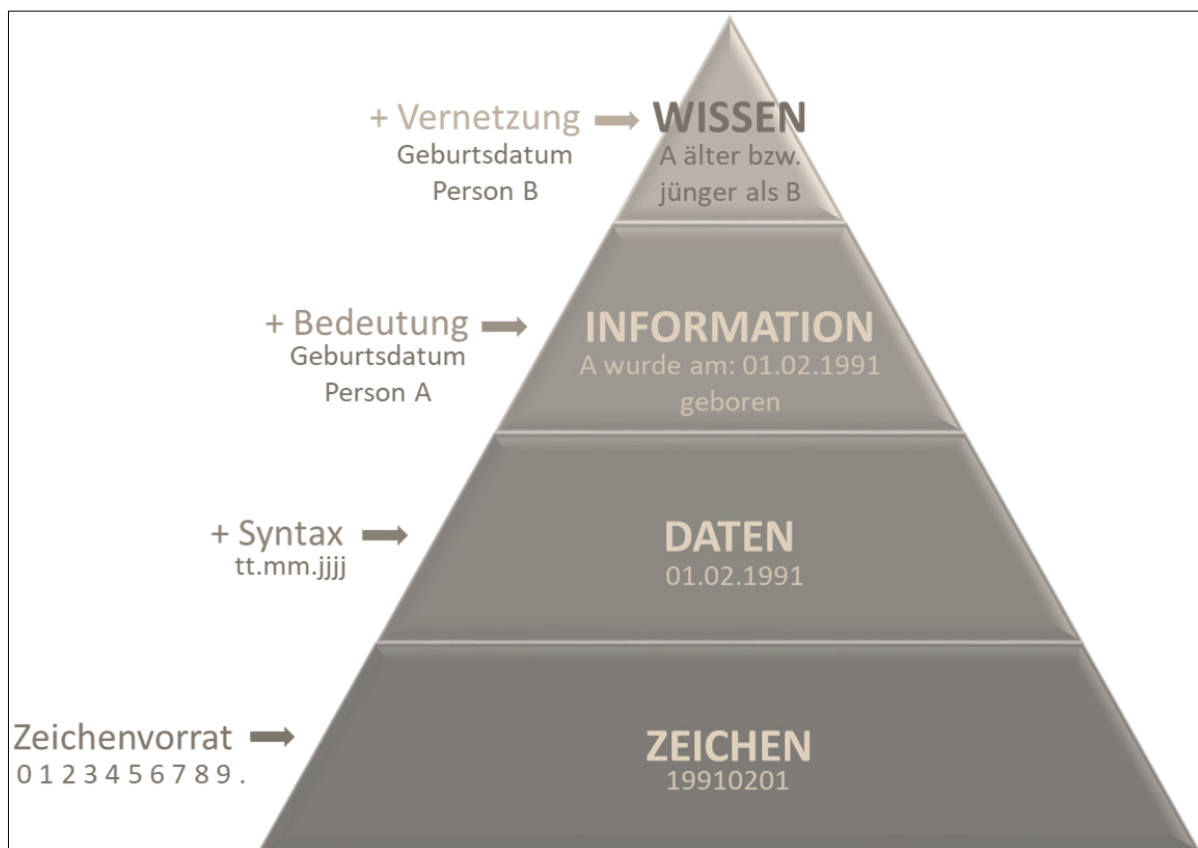 + Vernetzung
Geburtsdatum
Person B
WISSEN
A älter bzw.
jünger als B
+ Bedeutung
Geburtsdatum
Person A
INFORMATION
A wurde am: 01.02.1991
geboren
+ Syntax
tt.mm.jjjj
DATEN
01.02.1991
Zeichenvorrat
0 1 2 3 4 5 6 7 8 9 .
ZEICHEN
19910201